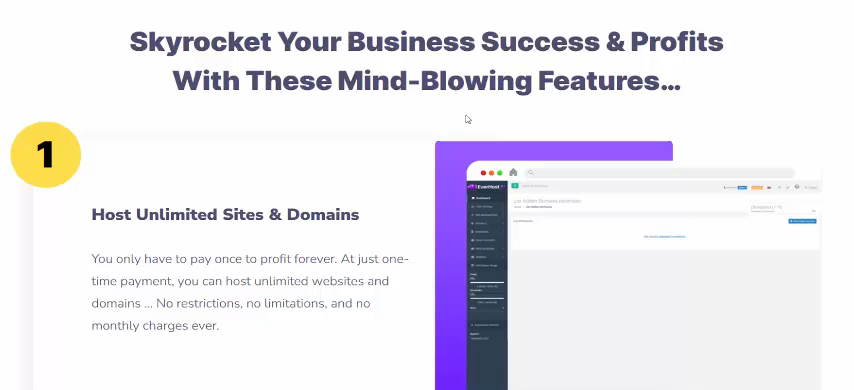 Skyrocket Your Business Success & Profits
With These Mind-Blowing Features...
1
Host Unlimited Sites & Domains
You only have to pay once to profit forever. At just one-
time payment, you can host unlimited websites and
domains ... No restrictions, no limitations, and no
monthly charges ever.
EverHost
Dashboard